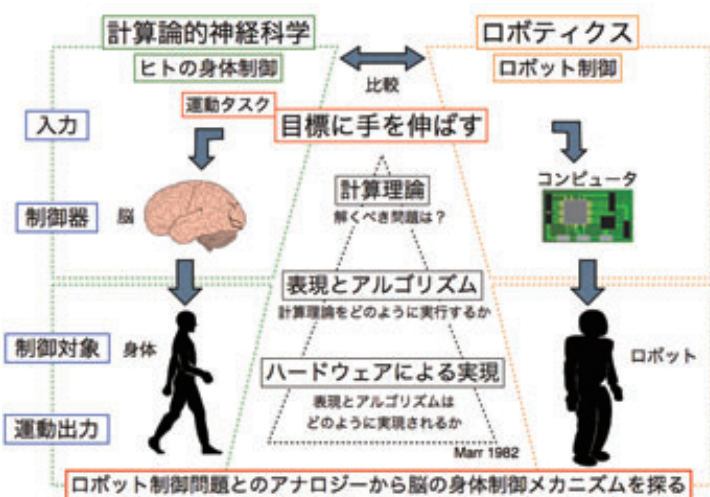 計算論的神経科学
ロボティクス
ヒトの身体制御
比較
ロボット制御
運動タスク
目標に手を伸ばす
入力
計算理論
解くべき問題は？
コンピュータ
制御器
脳
表現とアルゴリズム
計算理論をどのように実行するか
制御対象
身体
ロボット
ハードウェアによる実現
表現とアルゴリズムは
どのように実現されるか
運動出力
Marr 1982
ロボット制御問題とのアナロジーから脳の身体制御メカニズムを探る